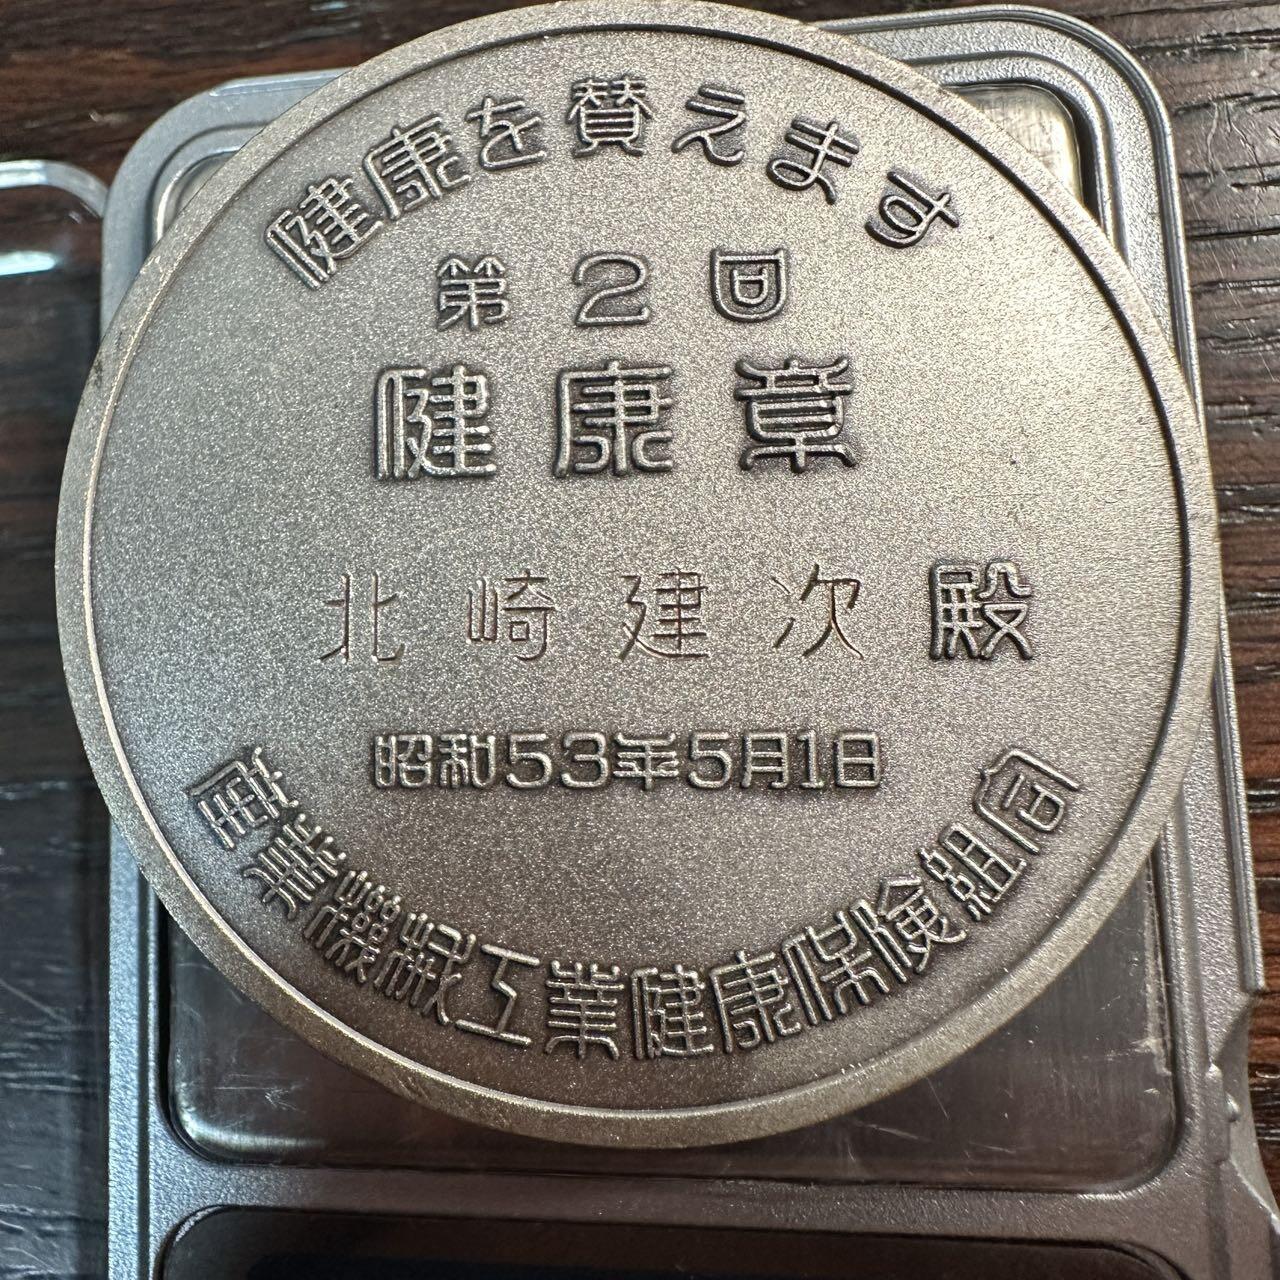 健康を賛えます
第2回
健康章
北崎建次殿
昭和53年5月1日
産業機械工業健康保険組合